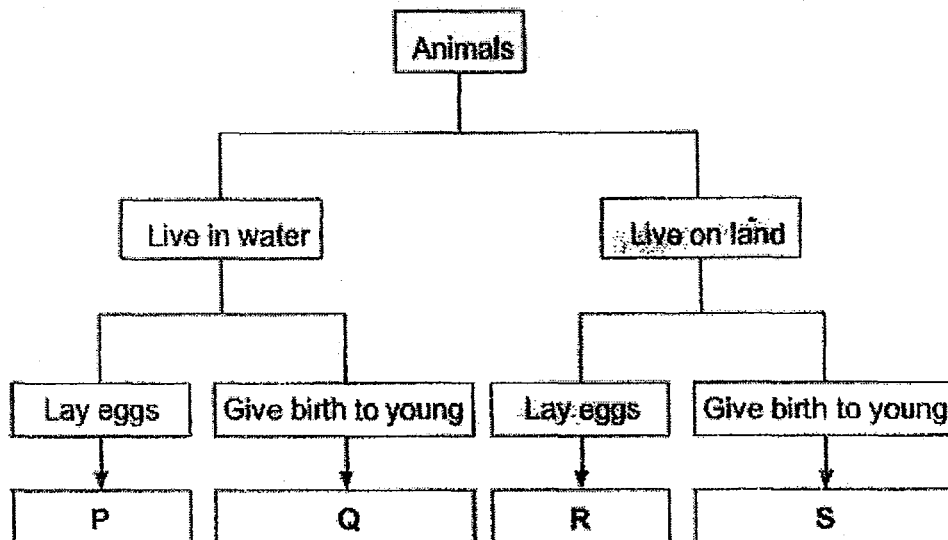 Animals
Live in water
Live on land
Lay eggs
Give birth to young
Lay eggs
Give birth to young
P
Q
R
S